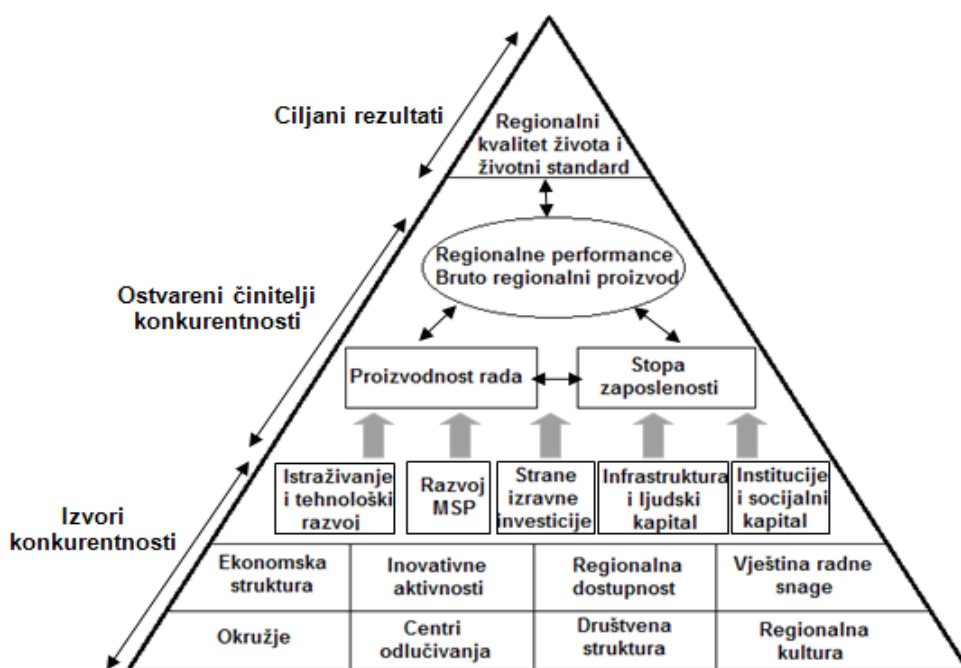 Ciljani rezultati
Regionalni
kvalitet života i
životni standard
Regionalne performance
Bruto regionalni proizvod
Ostvareni činitelji
konkurentnosti
Proizvodnost rada
Stopa
zaposlenosti
Istraživanje
i tehnološki
razvoj
Razvoj
MSP
Strane
izravne
investicije
Infrastruktura
i ljudski
kapital
Institucije
i socijalni
kapital
Izvori
konkurentnosti
Ekonomska
struktura
Inovativne
aktivnosti
Regionalna
dostupnost
Vještina radne
snage
Okružje
Centri
odlučivanja
Društvena
struktura
Regionalna
kultura